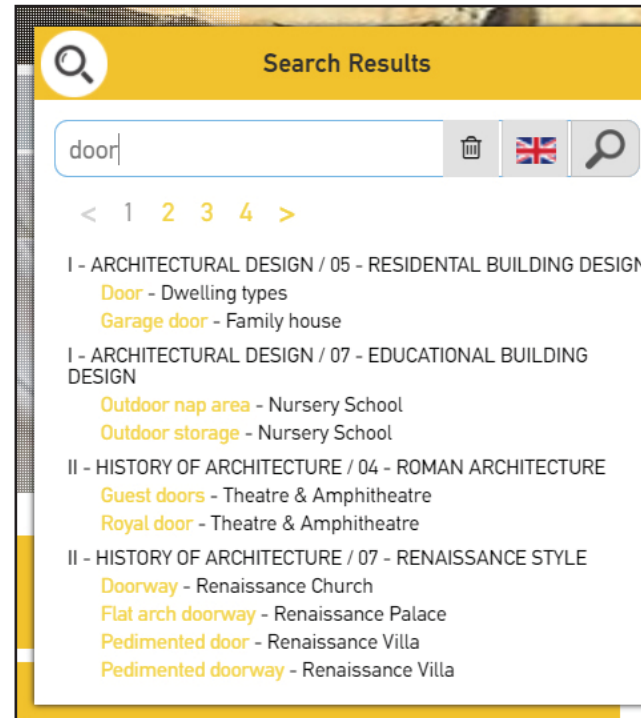 Search Results
door
< 1 2 3 4 >
I - ARCHITECTURAL DESIGN / 05 - RESIDENTAL BUILDING DESIGN
Door - Dwelling types
Garage door - Family house
I - ARCHITECTURAL DESIGN / 07 - EDUCATIONAL BUILDING
DESIGN
Outdoor nap area - Nursery School
Outdoor storage - Nursery School
II - HISTORY OF ARCHITECTURE / 04 - ROMAN ARCHITECTURE
Guest doors - Theatre & Amphitheatre
Royal door - Theatre & Amphitheatre
II - HISTORY OF ARCHITECTURE / 07 - RENAISSANCE STYLE
Doorway - Renaissance Church
Flat arch doorway - Renaissance Palace
Pedimented door - Renaissance Villa
Pedimented doorway - Renaissance Villa